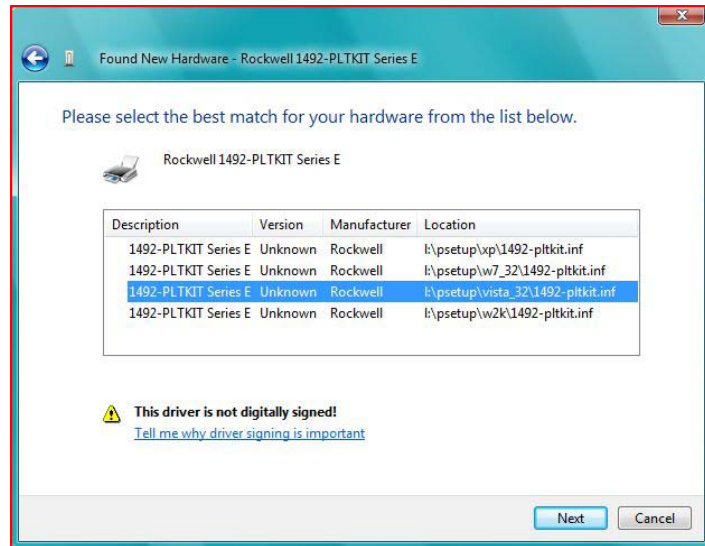 Found New Hardware - Rockwell 1492-PLTKIT Series E
Please select the best match for your hardware from the list below.
Rockwell 1492-PLTKIT Series E
Description Version Manufacturer Location
1492-PLTKIT Series E Unknown Rockwell I:\psetup\xp\1492-pltkit.inf
1492-PLTKIT Series E Unknown Rockwell I:\psetup\w7_32\1492-pltkit.inf
1492-PLTKIT Series E Unknown Rockwell I:\psetup\vista_32\1492-pltkit.inf
1492-PLTKIT Series E Unknown Rockwell I:\psetup\w2k\1492-pltkit.inf
This driver is not digitally signed!
Tell me why driver signing is important
Next Cancel